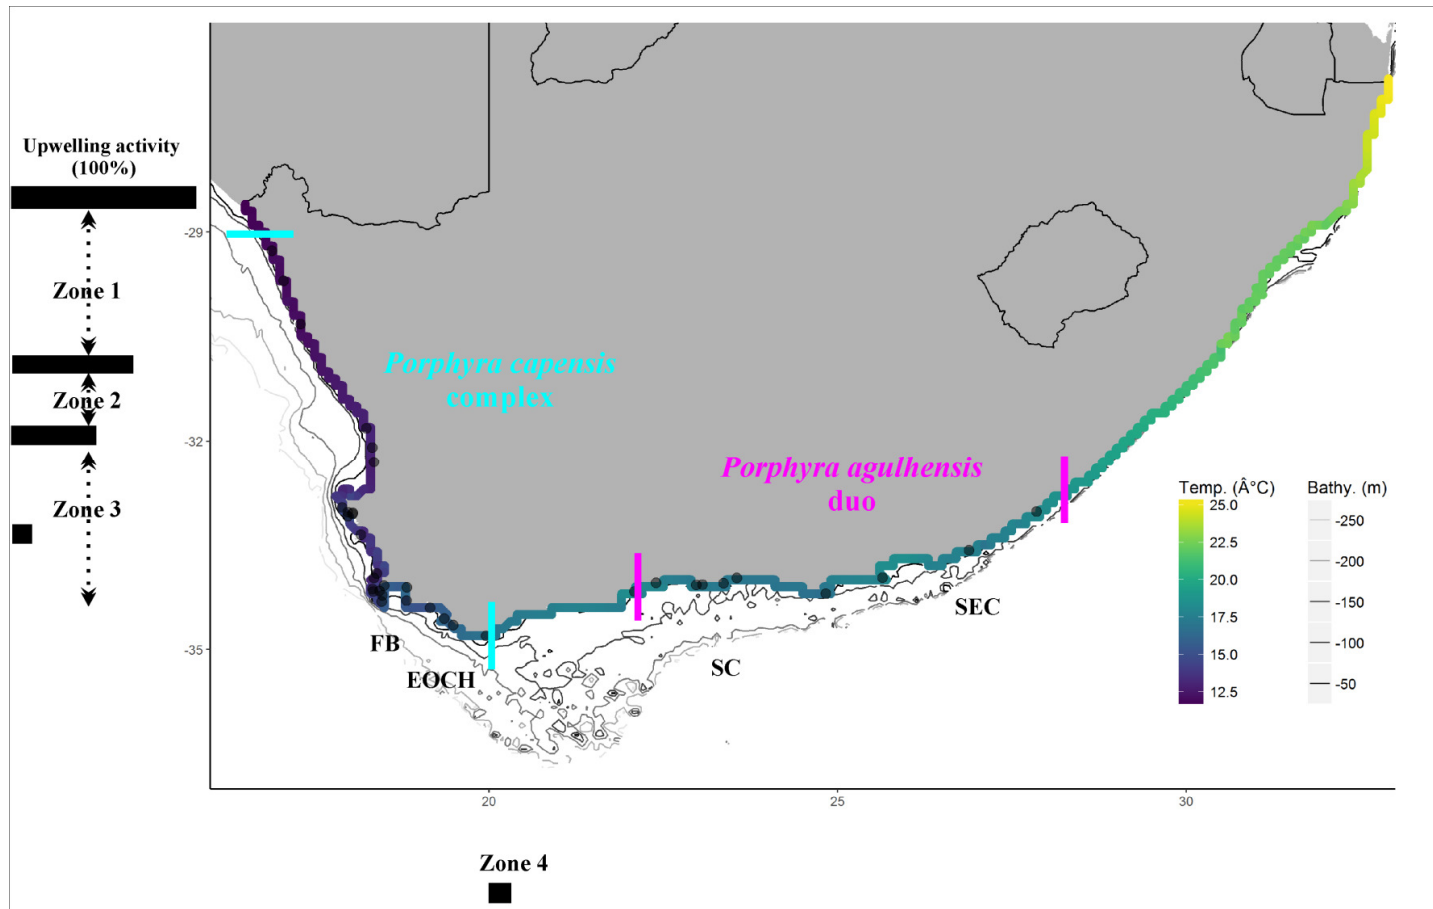 Upwelling activity
(100%)
Zone 1
Zone 2
Zone 3
-29
-32
-35
Porphyra capensis
complex
Porphyra agulhensis
duo
FB
EOCH
SC
SEC
Temp. (Â°C)
25.0
22.5
20.0
17.5
15.0
12.5
Bathy. (m)
-250
-200
-150
-100
-50
20
25
30
Zone 4